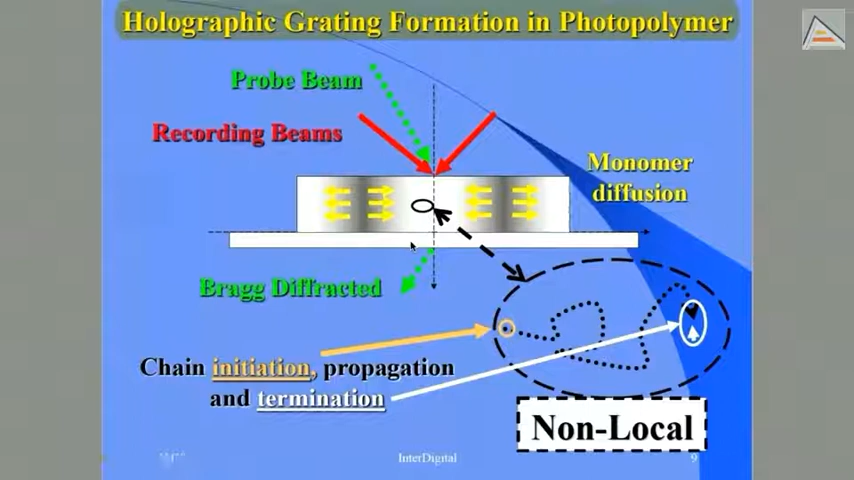 Holographic Grating Formation in Photopolymer
Probe Beam
Recording Beams
Monomer
diffusion
Bragg Diffracted
Chain initiation, propagation
and termination
Non-Local
InterDigital
9